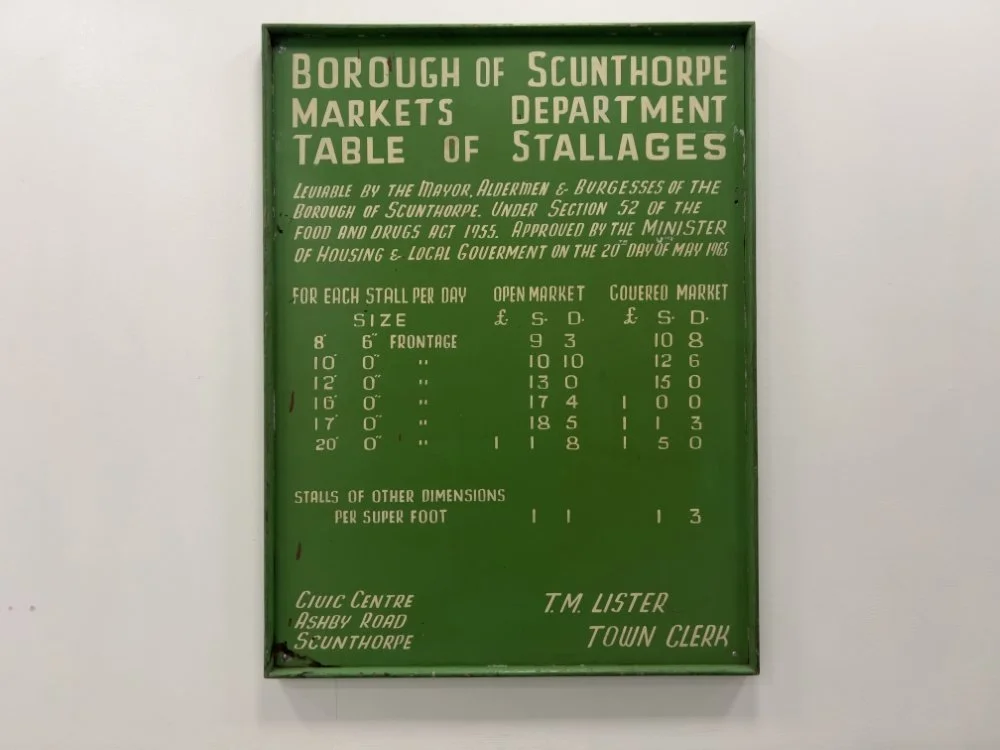 BOROUGH OF SCUNTHORPE
MARKETS DEPARTMENT
TABLE OF STALLAGES
LEVIABLE BY THE MAYOR, ALDERMEN & BURGESSES OF THE
BOROUGH OF SCUNTHORPE. UNDER SECTION 52 OF THE
FOOD AND DRUGS ACT 1955. APPROVED BY THE MINISTER
OF HOUSING & LOCAL GOVERMENT ON THE 20TH DAY OF MAY 1965
FOR EACH STALL PER DAY OPEN MARKET COVERED MARKET
SIZE £. S. D. £. S. D.
8' 6" FRONTAGE 9 3 10 8
10' 0" " 10 10 12 6
12' 0" " 13 0 15 0
16' 0" " 17 4 1 0 0
17' 0" " 18 5 1 1 3
20' 0" " 1 1 8 1 5 0
STALLS OF OTHER DIMENSIONS
PER SUPER FOOT 1 1 1 3
CIVIC CENTRE
ASHBY ROAD
SCUNTHORPE
T.M. LISTER
TOWN CLERK